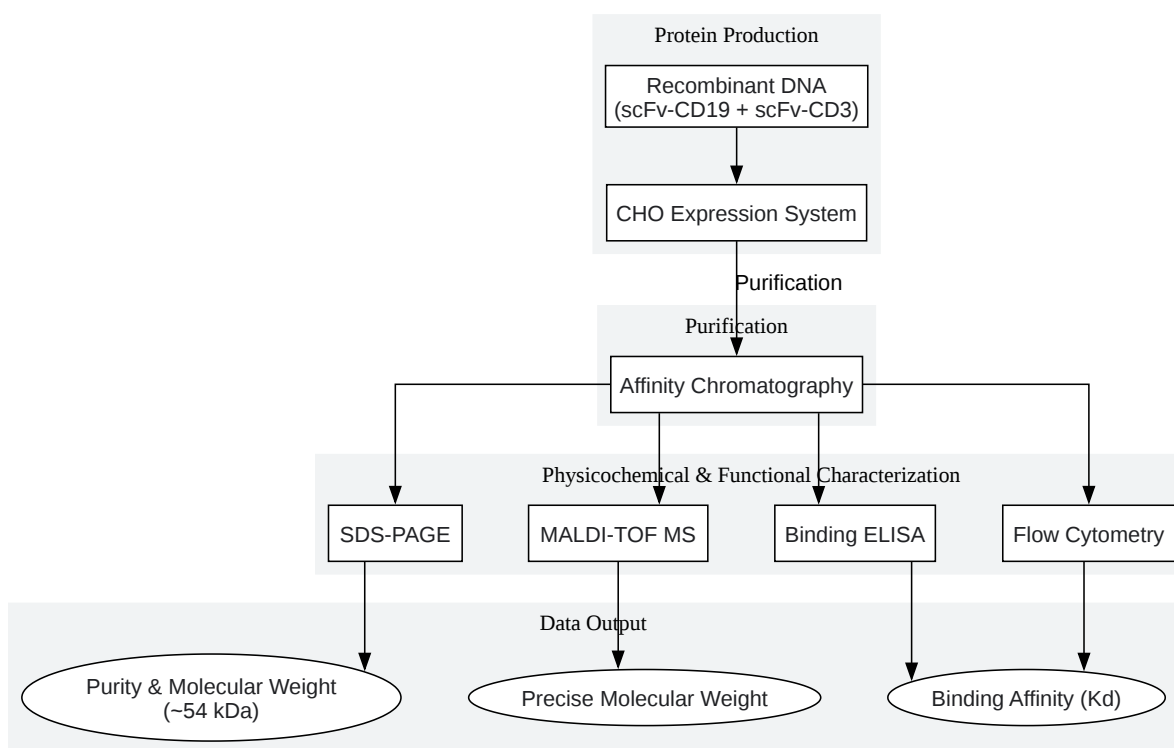 Protein Production
Recombinant DNA
(scFv-CD19 + scFv-CD3)
CHO Expression System
Purification
Purification
Affinity Chromatography
Physicochemical & Functional Characterization
SDS-PAGE
MALDI-TOF MS
Binding ELISA
Flow Cytometry
Data Output
Purity & Molecular Weight
(~54 kDa)
Precise Molecular Weight
Binding Affinity (Kd)